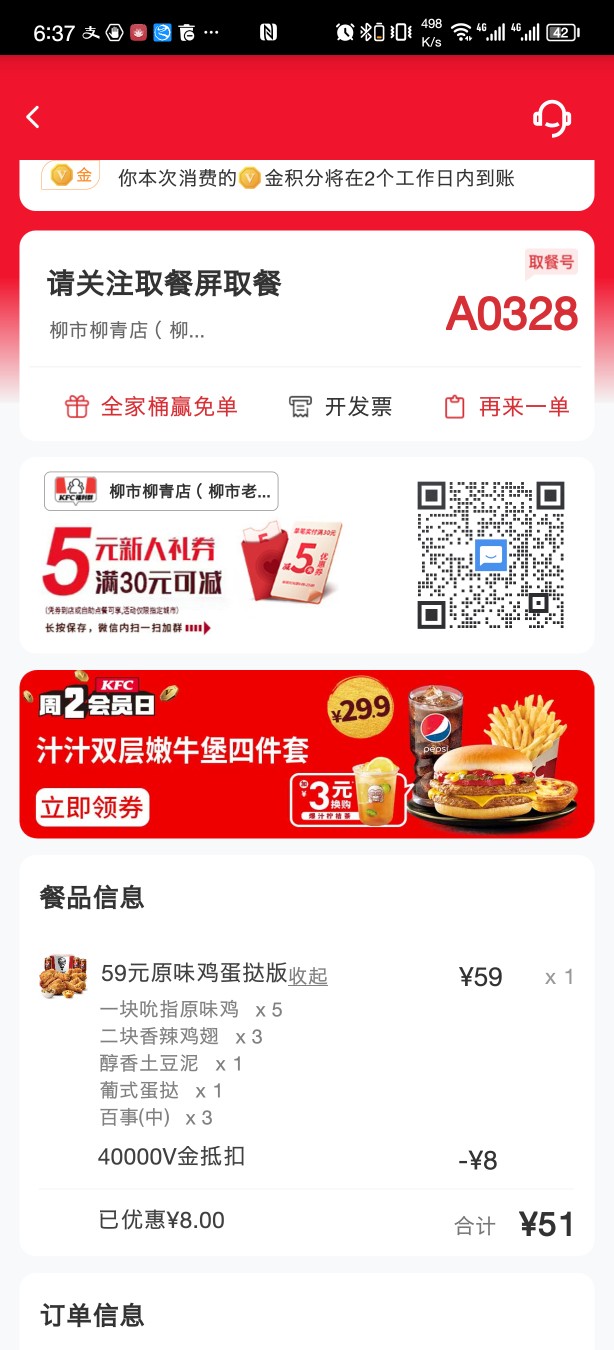 6:37
498
K/s
4G
4G
42
金
你本次消费的V金积分将在2个工作日内到账
取餐号
请关注取餐屏取餐
A0328
柳市柳青店（柳...
全家桶赢免单
开发票
再来一单
KFC福利群
柳市柳青店（柳市老...
5元新人礼券
满30元可减
(凭券到店或自助点餐可享,活动仅限指定城市)
长按保存，微信内扫一扫加群
5
减5元
优惠券
KFC
周2会员日
¥29.9
汁汁双层嫩牛堡四件套
pepsi
立即领券
加¥3元
换购
爆汁柠桔茶
餐品信息
59元原味鸡蛋挞版收起
¥59
x 1
一块吮指原味鸡 x 5
二块香辣鸡翅 x 3
醇香土豆泥 x 1
葡式蛋挞 x 1
百事(中) x 3
40000V金抵扣
-¥8
已优惠¥8.00
合计 ¥51
订单信息